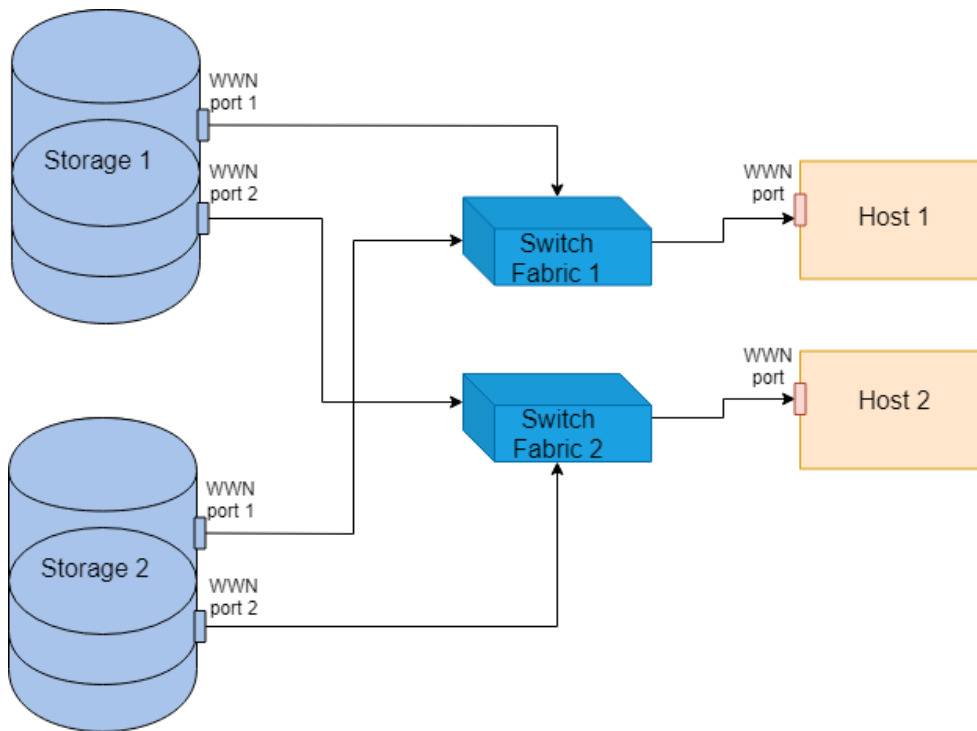 WWN
port 1
Storage 1
WWN
port 2
WWN
port
Host 1
Switch
Fabric 1
WWN
port
Host 2
Switch
Fabric 2
WWN
port 1
Storage 2
WWN
port 2